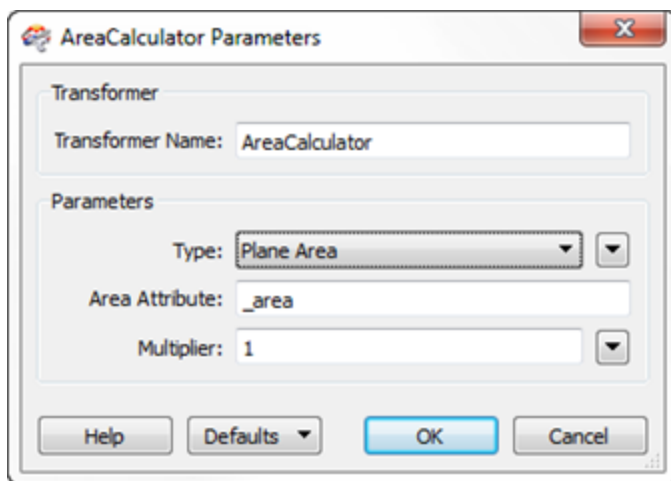 AreaCalculator Parameters
Transformer
Transformer Name: AreaCalculator
Parameters
Type: Plane Area
Area Attribute: _area
Multiplier: 1
Help Defaults OK Cancel